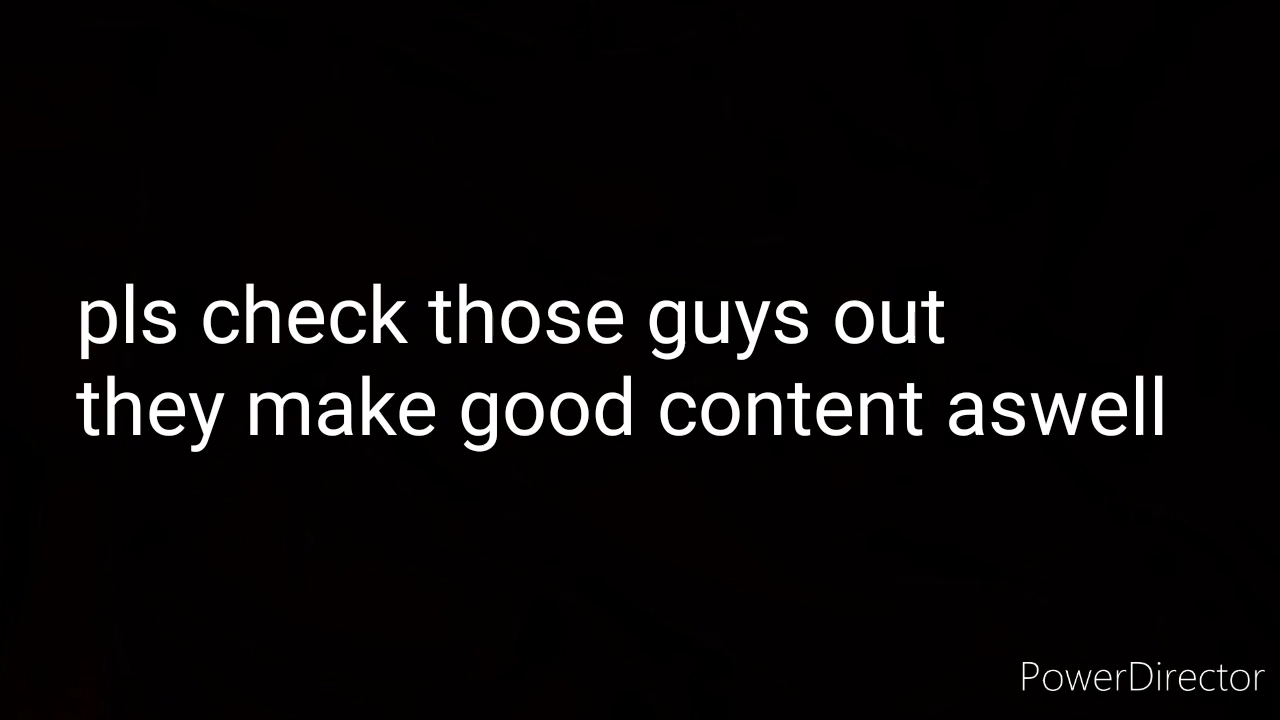 pls check those guys out
they make good content aswell
PowerDirector